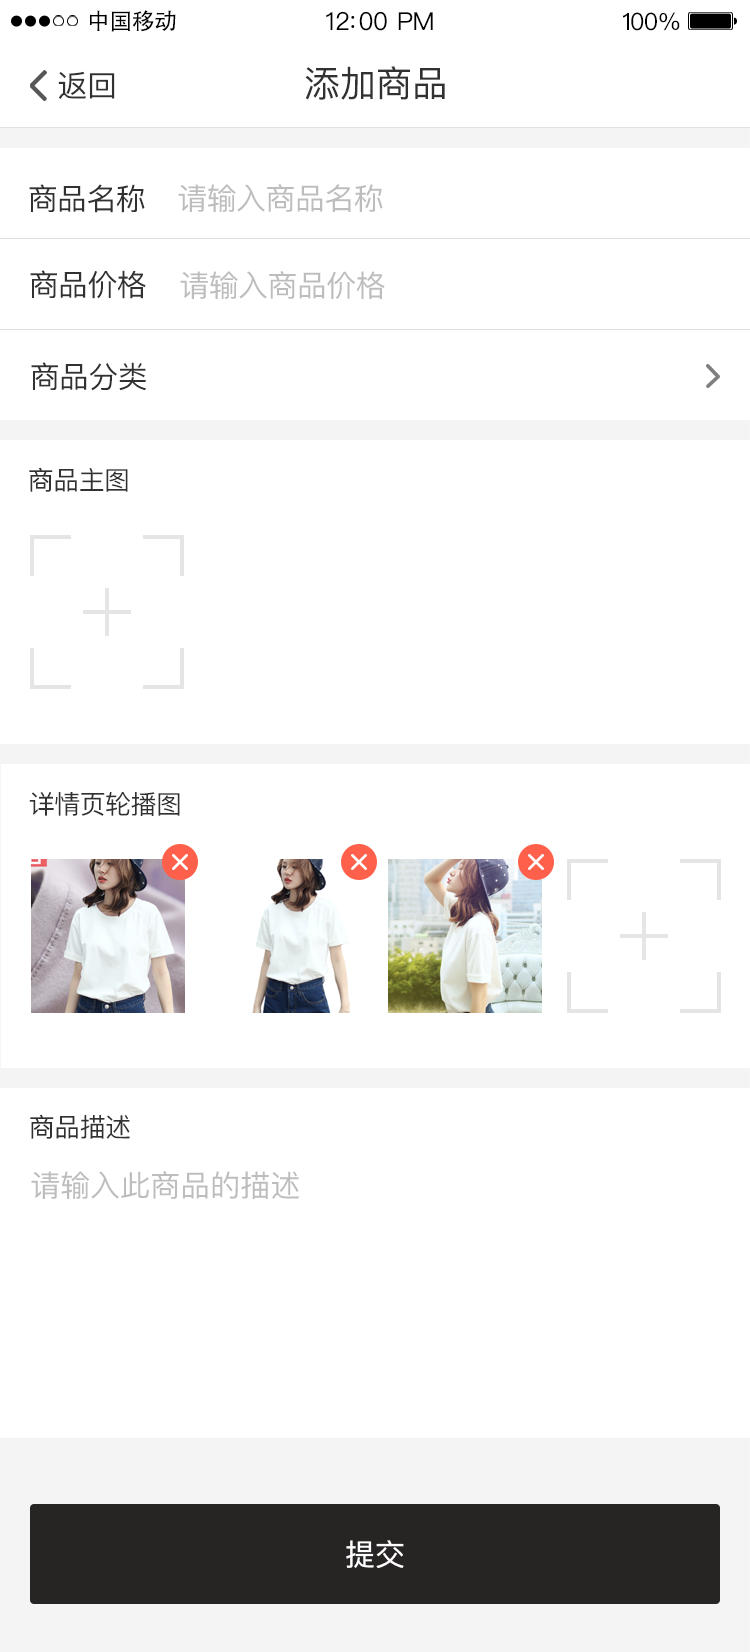 中国移动 12:00 PM 100%
返回 添加商品
商品名称 请输入商品名称
商品价格 请输入商品价格
商品分类
商品主图
详情页轮播图
商品描述
请输入此商品的描述
提交